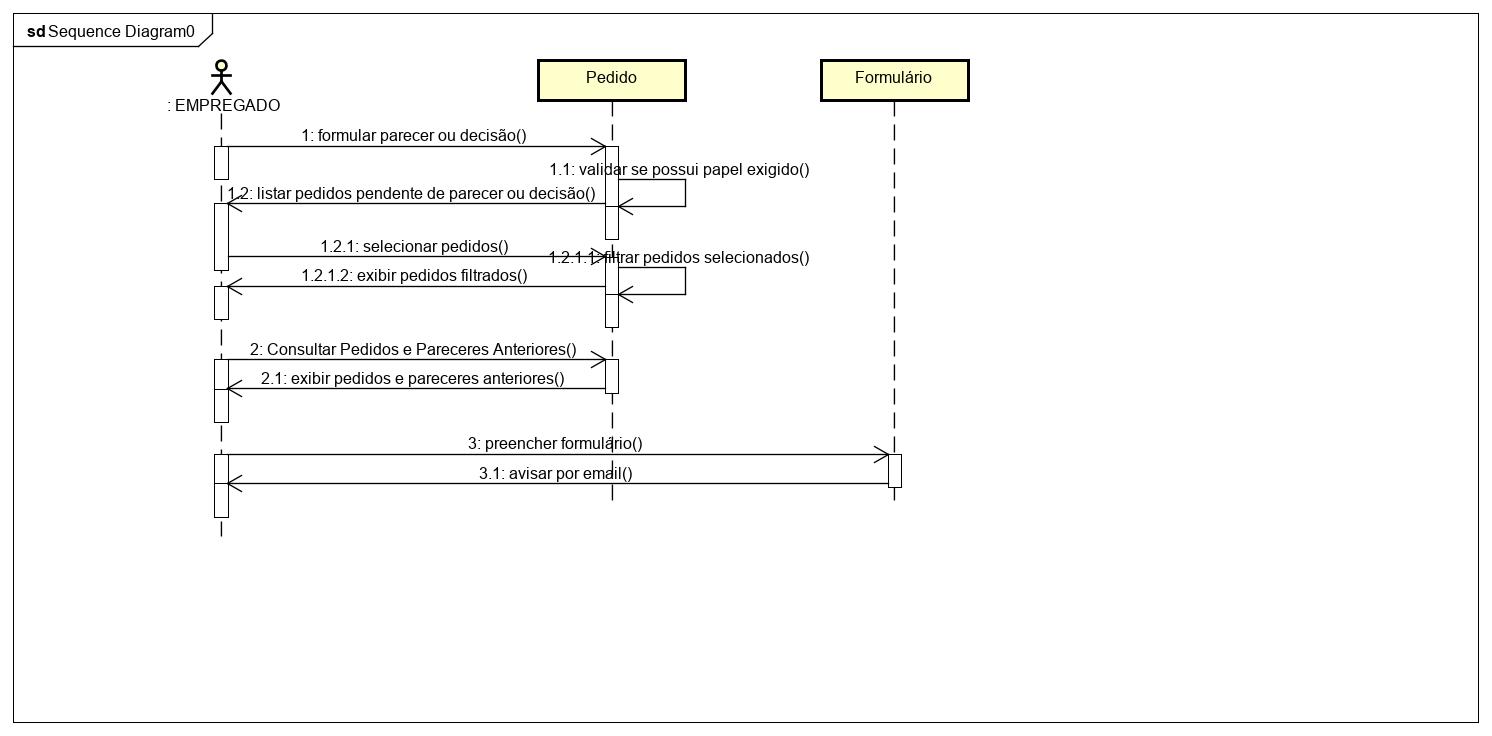 sd Sequence Diagram0
: EMPREGADO
Pedido
Formulário
1: formular parecer ou decisão()
1.1: validar se possui papel exigido()
1.2: listar pedidos pendente de parecer ou decisão()
1.2.1: selecionar pedidos()
1.2.1.1: filtrar pedidos selecionados()
1.2.1.2: exibir pedidos filtrados()
2: Consultar Pedidos e Pareceres Anteriores()
2.1: exibir pedidos e pareceres anteriores()
3: preencher formulário()
3.1: avisar por email()